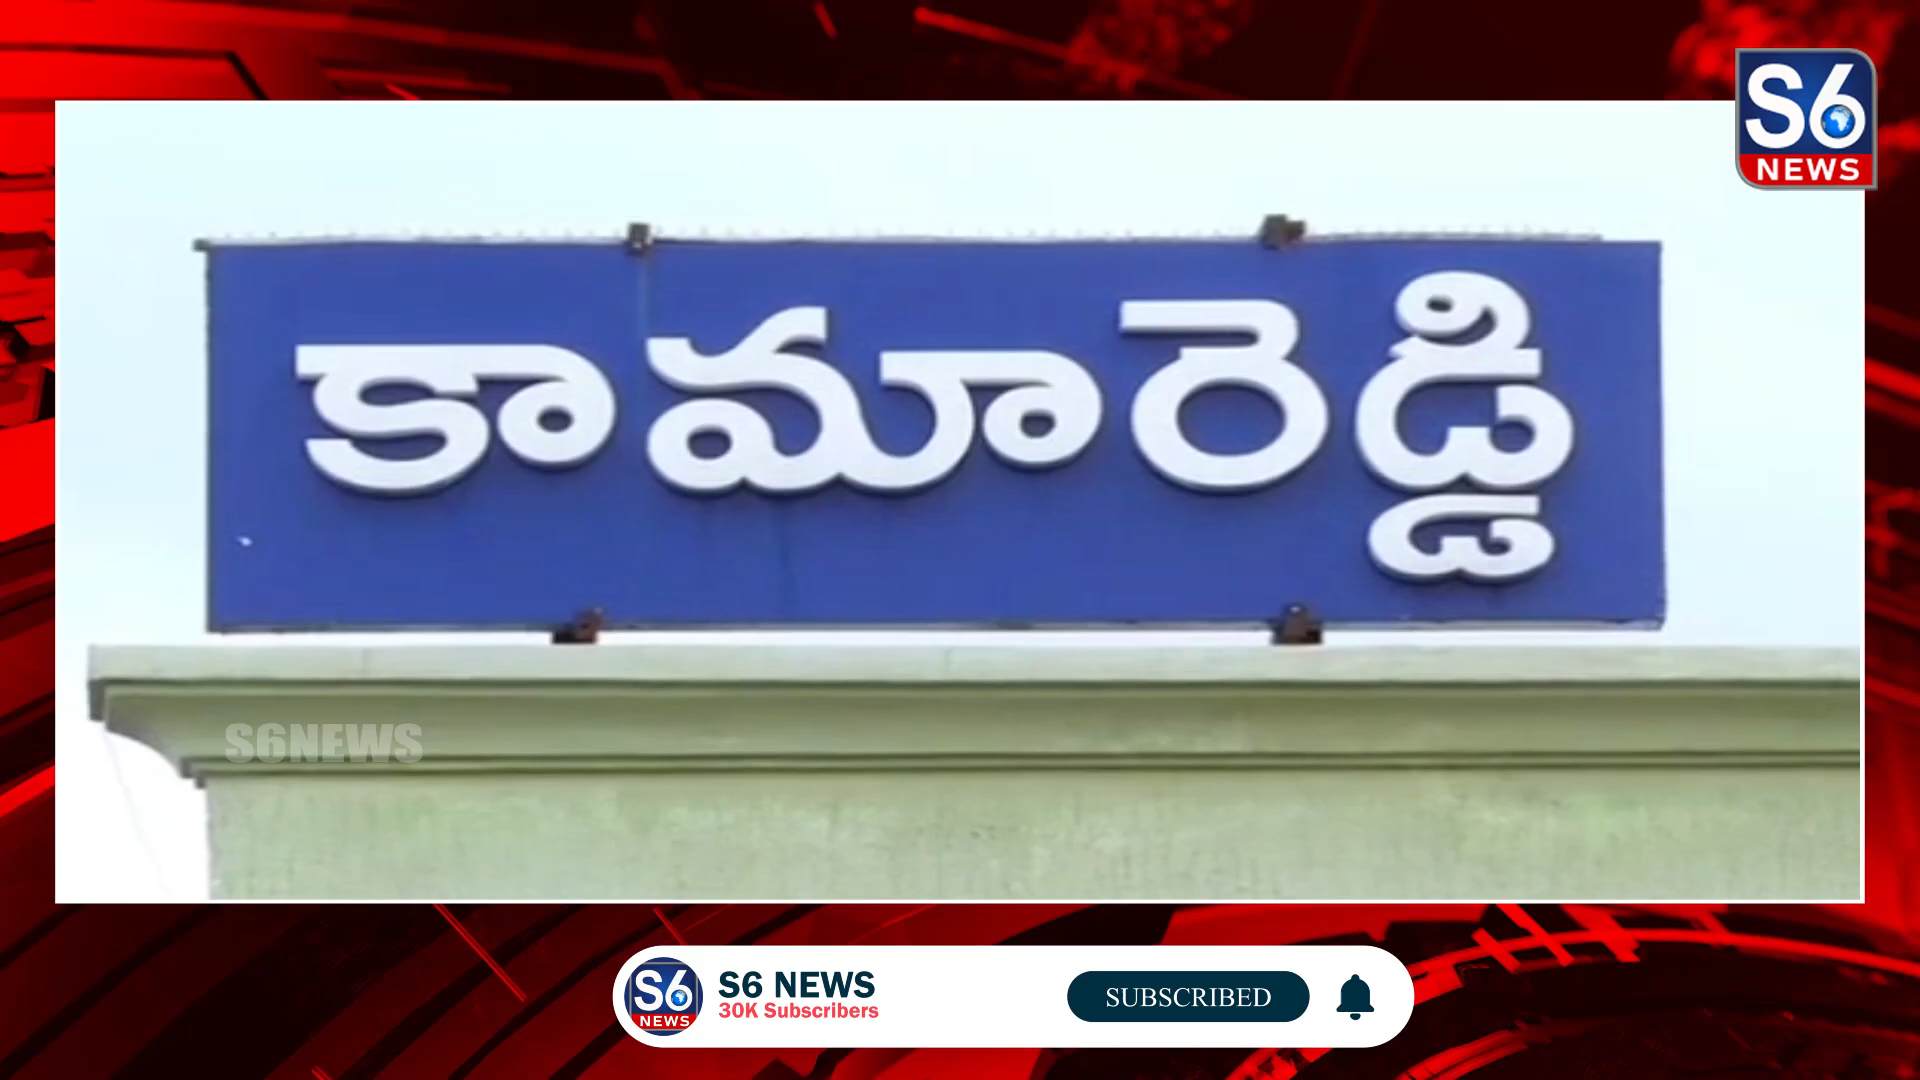 S6
NEWS
కామారెడ్డి
S6NEWS
S6
NEWS
S6 NEWS
30K Subscribers
SUBSCRIBED